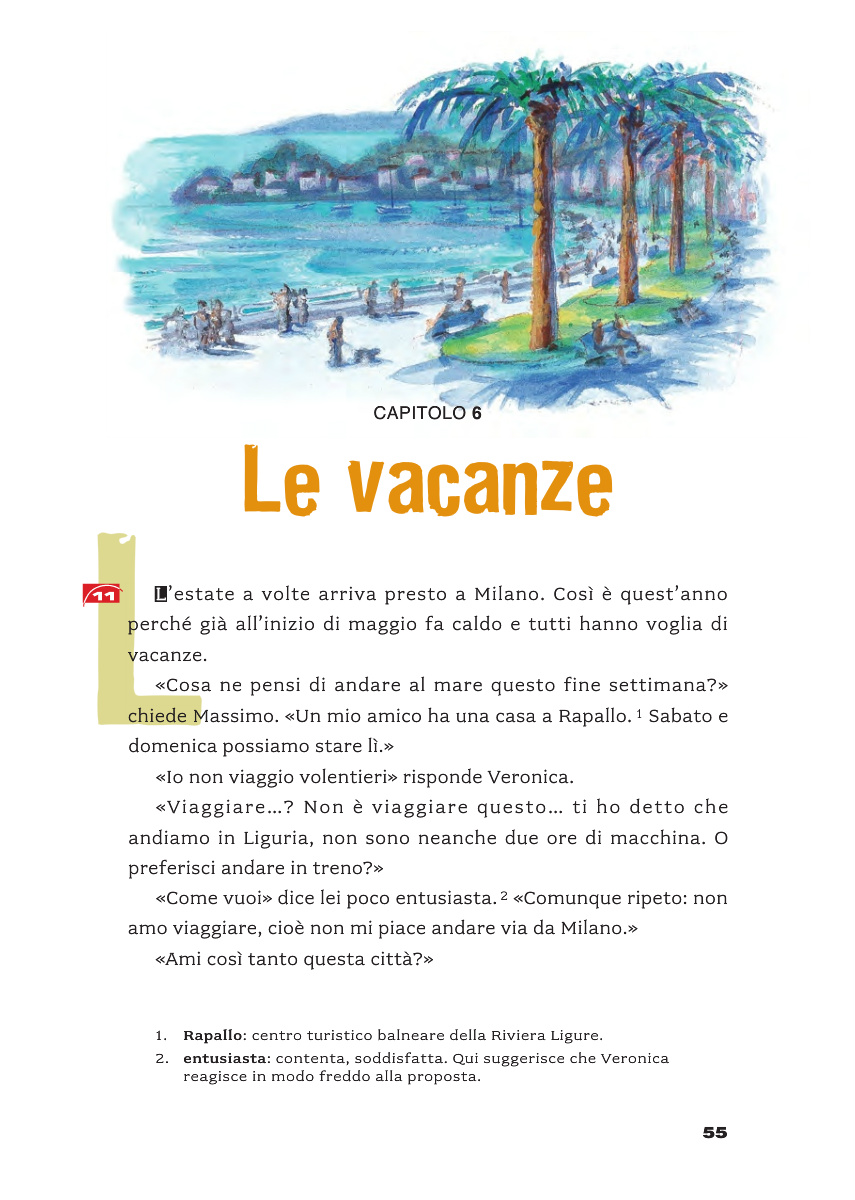 CAPITOLO 6
Le vacanze
11
L'estate a volte arriva presto a Milano. Così è quest'anno
perché già all'inizio di maggio fa caldo e tutti hanno voglia di
vacanze.
«Cosa ne pensi di andare al mare questo fine settimana?»
chiede Massimo. «Un mio amico ha una casa a Rapallo. 1 Sabato e
domenica possiamo stare lì.»
«Io non viaggio volentieri» risponde Veronica.
«Viaggiare...? Non è viaggiare questo... ti ho detto che
andiamo in Liguria, non sono neanche due ore di macchina. O
preferisci andare in treno?»
«Come vuoi» dice lei poco entusiasta. 2 «Comunque ripeto: non
amo viaggiare, cioè non mi piace andare via da Milano.»
«Ami così tanto questa città?»
1. Rapallo: centro turistico balneare della Riviera Ligure.
2. entusiasta: contenta, soddisfatta. Qui suggerisce che Veronica
reagisce in modo freddo alla proposta.
55